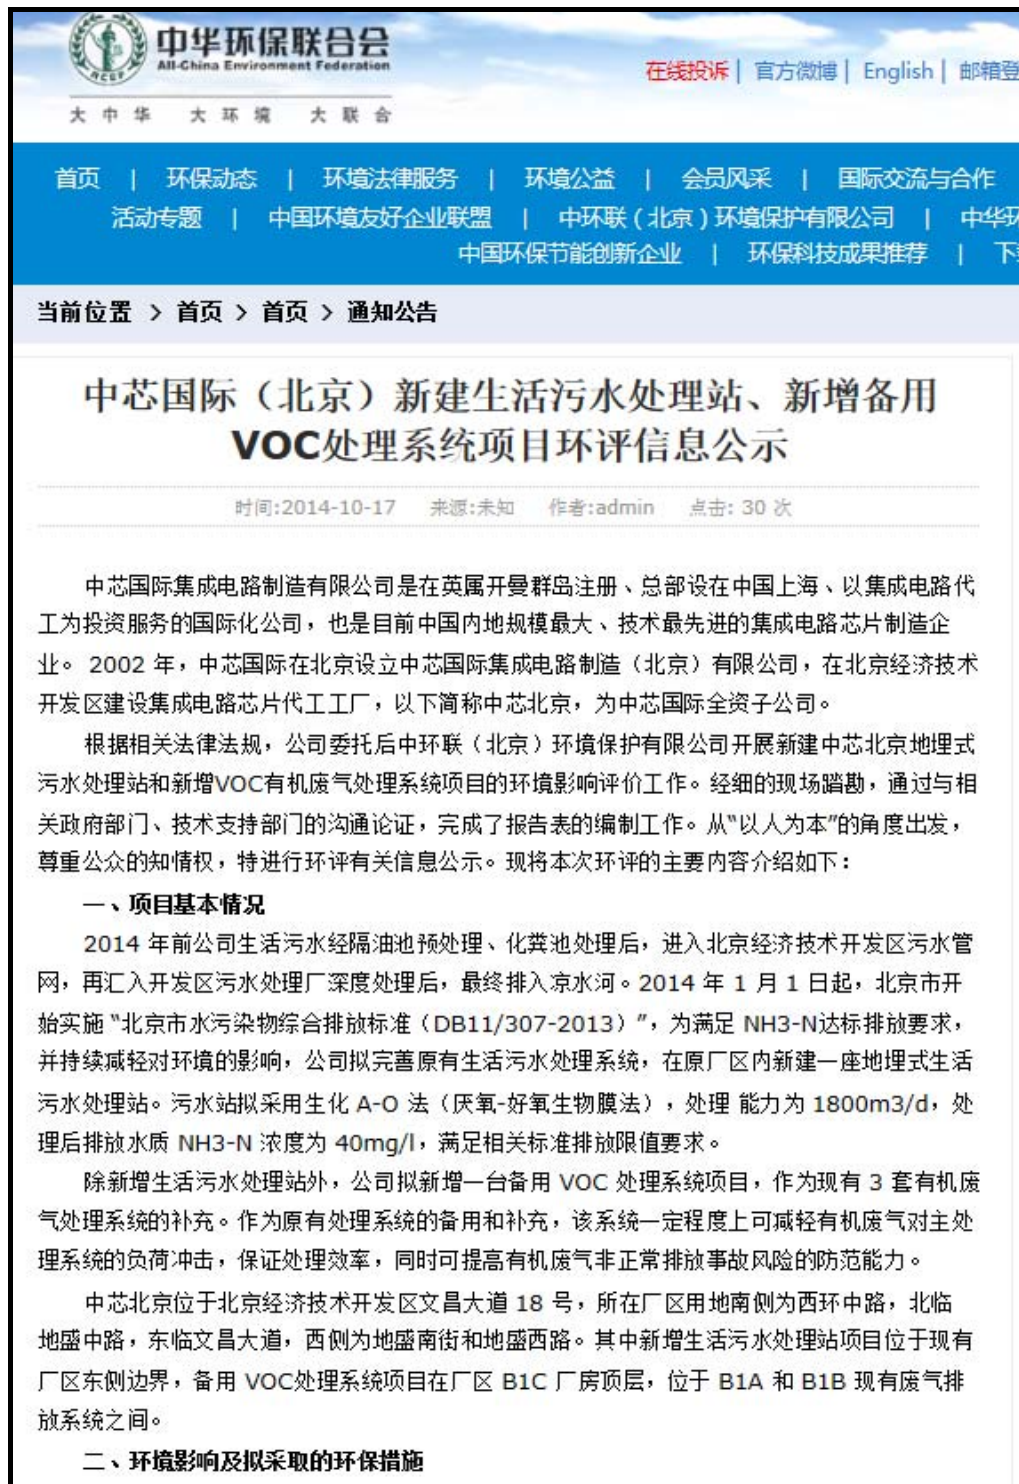 中华环保联合会
All-China Environment Federation
ACEF
大中华 大环境 大联合
在线投诉 | 官方微博 | English | 邮箱登
首页 | 环保动态 | 环境法律服务 | 环境公益 | 会员风采 | 国际交流与合作
活动专题 | 中国环境友好企业联盟 | 中环联（北京）环境保护有限公司 | 中华环
中国环保节能创新企业 | 环保科技成果推荐 | 下
当前位置 > 首页 > 首页 > 通知公告
中芯国际（北京）新建生活污水处理站、新增备用
VOC处理系统项目环评信息公示
时间:2014-10-17 来源:未知 作者:admin 点击: 30 次
中芯国际集成电路制造有限公司是在英属开曼群岛注册、总部设在中国上海、以集成电路代
工为投资服务的国际化公司，也是目前中国内地规模最大、技术最先进的集成电路芯片制造企
业。 2002 年，中芯国际在北京设立中芯国际集成电路制造（北京）有限公司，在北京经济技术
开发区建设集成电路芯片代工工厂，以下简称中芯北京，为中芯国际全资子公司。
根据相关法律法规，公司委托后中环联（北京）环境保护有限公司开展新建中芯北京地埋式
污水处理站和新增VOC有机废气处理系统项目的环境影响评价工作。经细的现场踏勘，通过与相
关政府部门、技术支持部门的沟通论证，完成了报告表的编制工作。从“以人为本”的角度出发，
尊重公众的知情权，特进行环评有关信息公示。现将本次环评的主要内容介绍如下：
一、项目基本情况
2014 年前公司生活污水经隔油池预处理、化粪池处理后，进入北京经济技术开发区污水管
网，再汇入开发区污水处理厂深度处理后，最终排入凉水河。2014 年 1 月 1 日起，北京市开
始实施 “北京市水污染物综合排放标准（DB11/307-2013）”，为满足 NH3-N达标排放要求，
并持续减轻对环境的影响，公司拟完善原有生活污水处理系统，在原厂区内新建一座地埋式生活
污水处理站。污水站拟采用生化 A-O 法（厌氧-好氧生物膜法），处理 能力为 1800m3/d，处
理后排放水质 NH3-N 浓度为 40mg/l，满足相关标准排放限值要求。
除新增生活污水处理站外，公司拟新增一台备用 VOC 处理系统项目，作为现有 3 套有机废
气处理系统的补充。作为原有处理系统的备用和补充，该系统一定程度上可减轻有机废气对主处
理系统的负荷冲击，保证处理效率，同时可提高有机废气非正常排放事故风险的防范能力。
中芯北京位于北京经济技术开发区文昌大道 18 号，所在厂区用地南侧为西环中路，北临
地盛中路，东临文昌大道，西侧为地盛南街和地盛西路。其中新增生活污水处理站项目位于现有
厂区东侧边界，备用 VOC处理系统项目在厂区 B1C 厂房顶层，位于 B1A 和 B1B 现有废气排
放系统之间。
二、环境影响及拟采取的环保措施